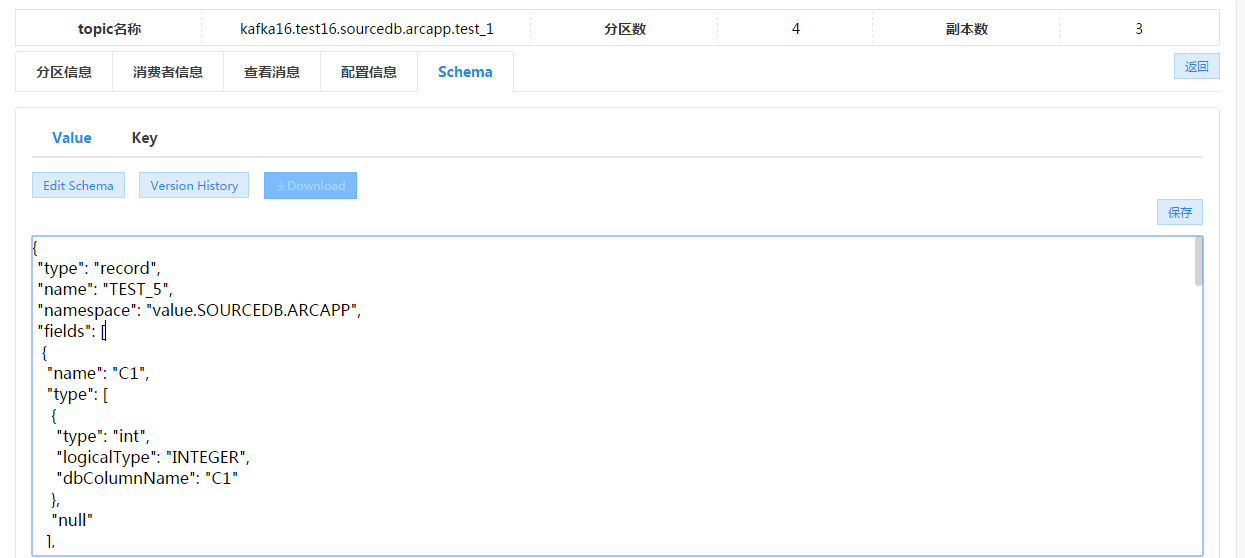 topic名称 kafka16.test16.sourcedb.arcapp.test_1 分区数 4 副本数 3
分区信息 消费者信息 查看消息 配置信息 Schema 返回
Value Key
Edit Schema Version History Download
保存
{
"type": "record",
"name": "TEST_5",
"namespace": "value.SOURCEDB.ARCAPP",
"fields": [
{
"name": "C1",
"type": [
{
"type": "int",
"logicalType": "INTEGER",
"dbColumnName": "C1"
},
"null"
],